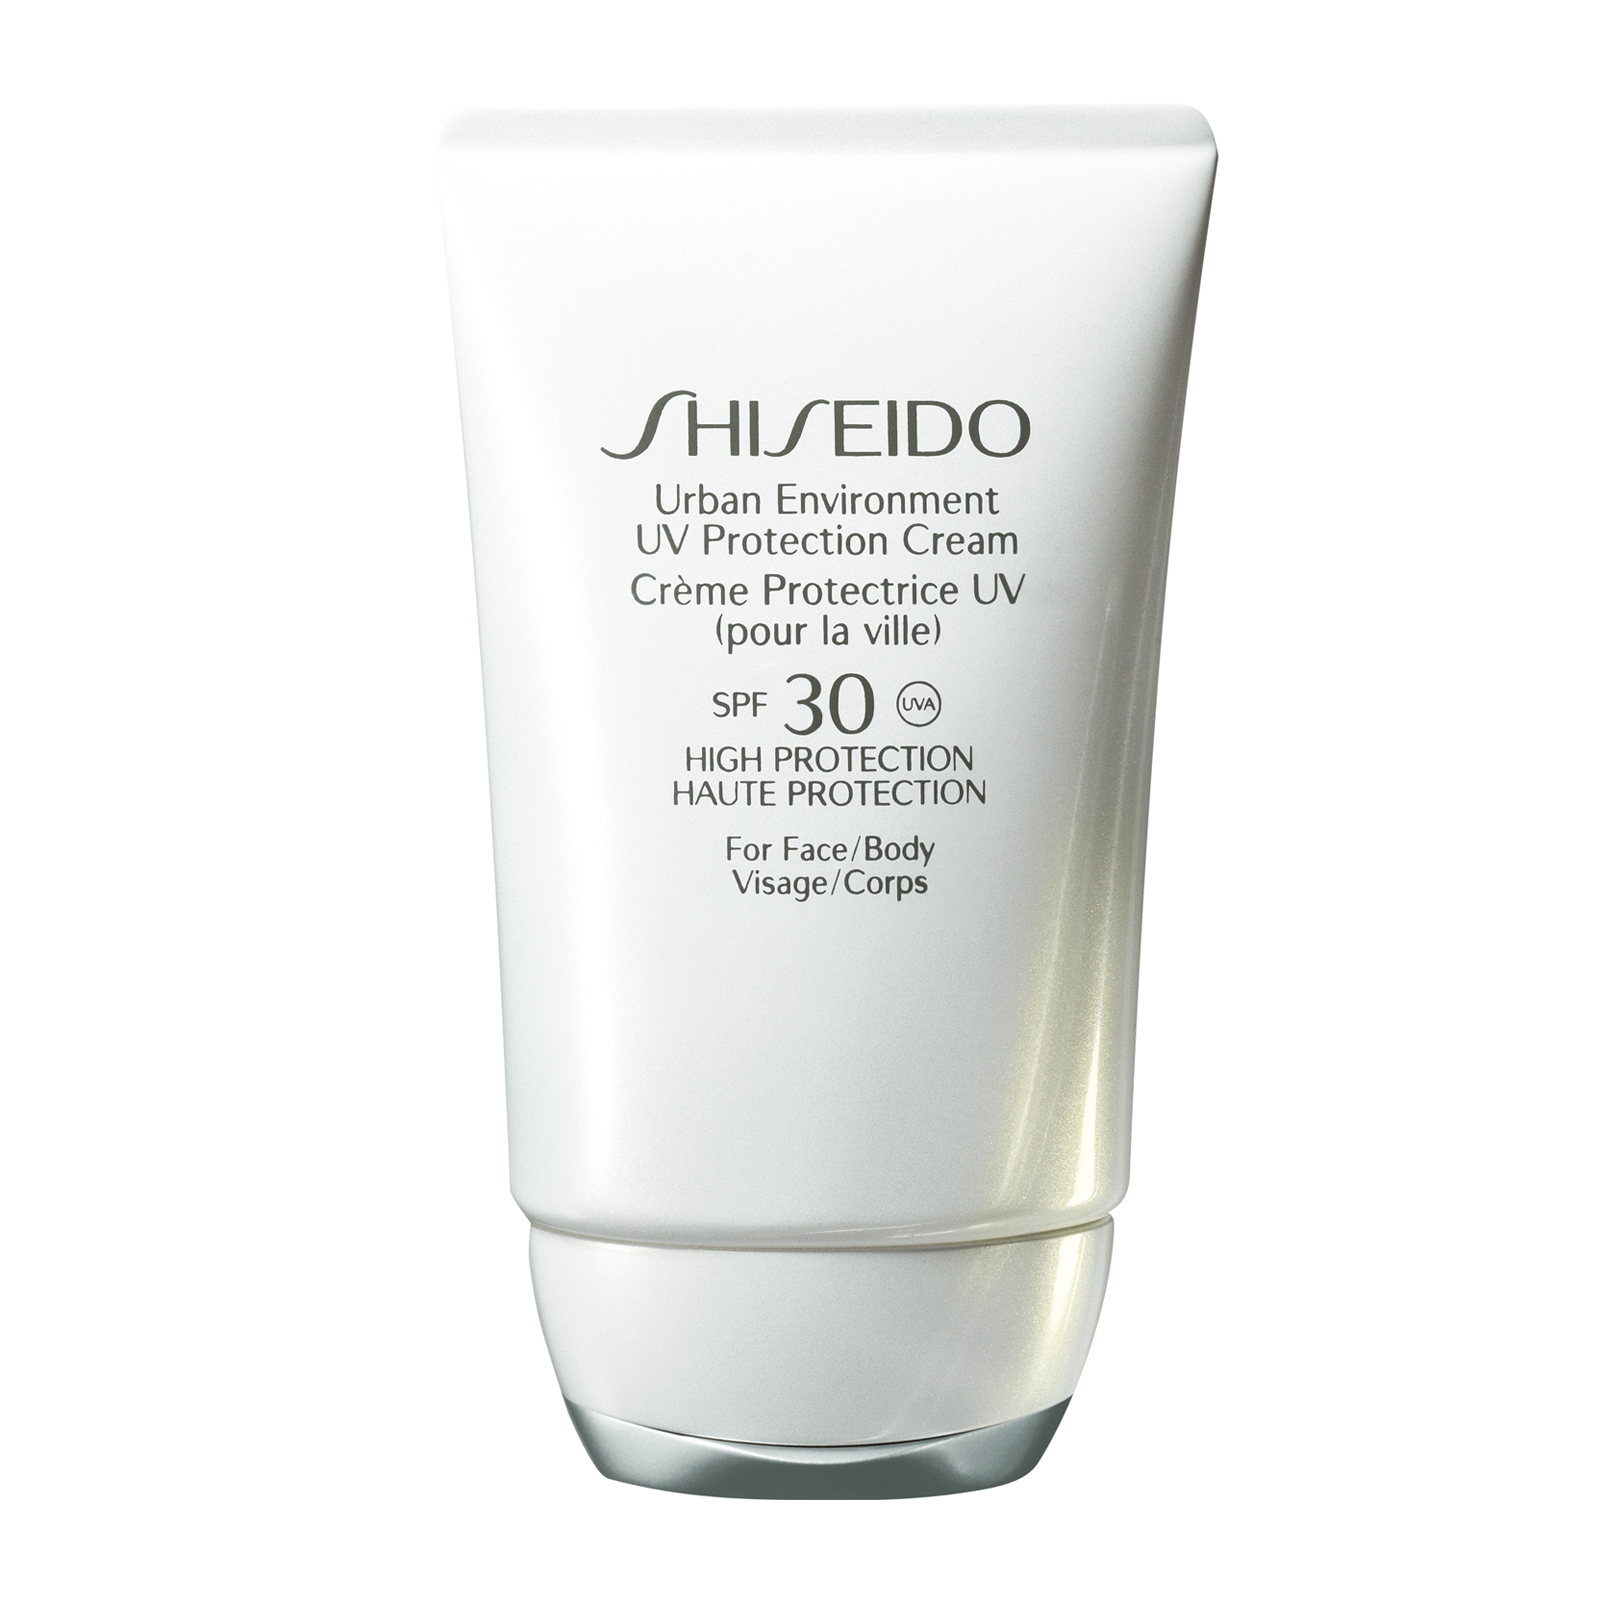 SHISEIDO
Urban Environment
UV Protection Cream
Crème Protectrice UV
(pour la ville)
SPF 30 UVA
HIGH PROTECTION
HAUTE PROTECTION
For Face/Body
Visage/Corps